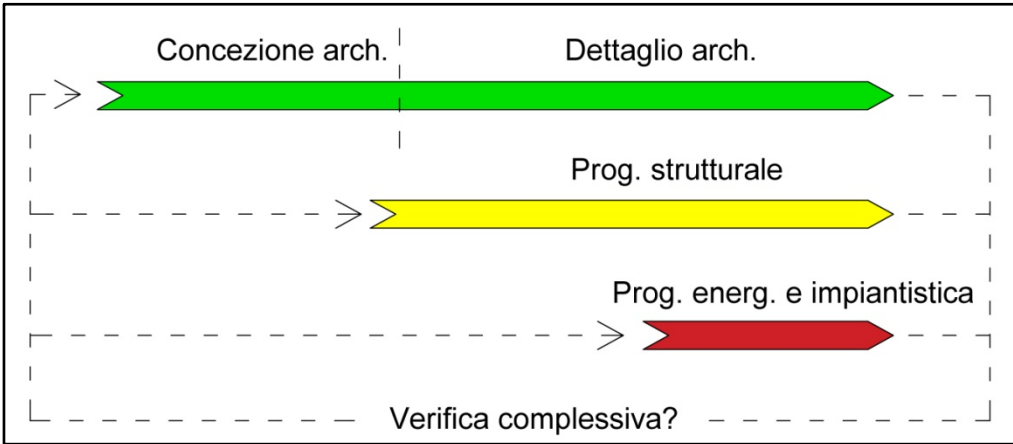 Concezione arch.
Dettaglio arch.
Prog. strutturale
Prog. energ. e impiantistica
Verifica complessiva?